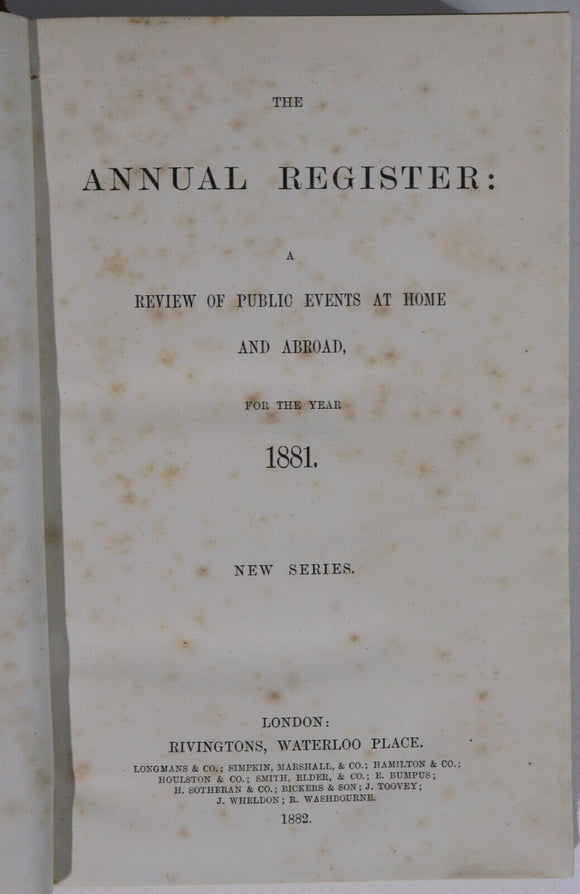 THE
ANNUAL REGISTER:
A
REVIEW OF PUBLIC EVENTS AT HOME
AND ABROAD,
FOR THE YEAR
1881.
NEW SERIES.
LONDON:
RIVINGTONS, WATERLOO PLACE.
LONGMANS & CO.; SIMPKIN, MARSHALL, & CO.; HAMILTON & CO.;
HOULSTON & CO.; SMITH, ELDER, & CO.; E. BUMPUS;
H. SOTHERAN & CO.; BICKERS & SON; J. TOOVEY;
J. WHELDON; R. WASHBOURNE.
1882.